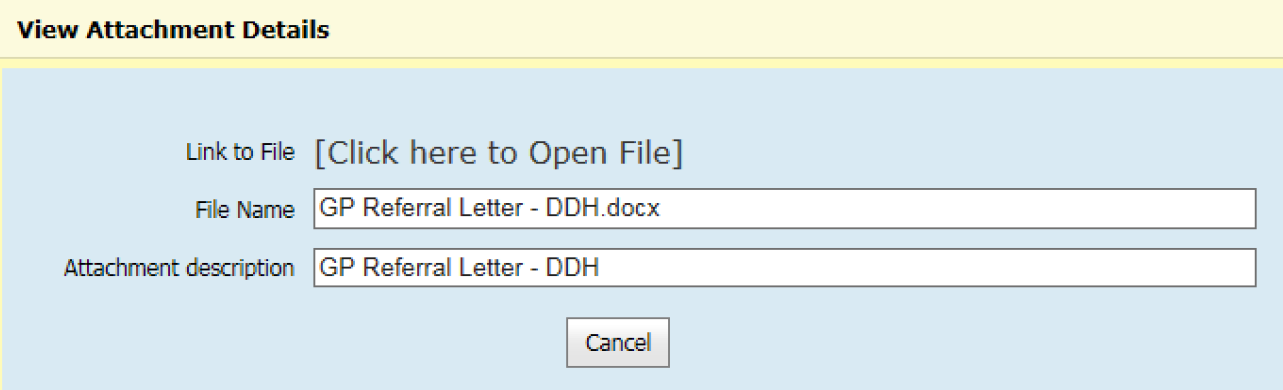 View Attachment Details
Link to File [Click here to Open File]
File Name GP Referral Letter - DDH.docx
Attachment description GP Referral Letter - DDH
Cancel